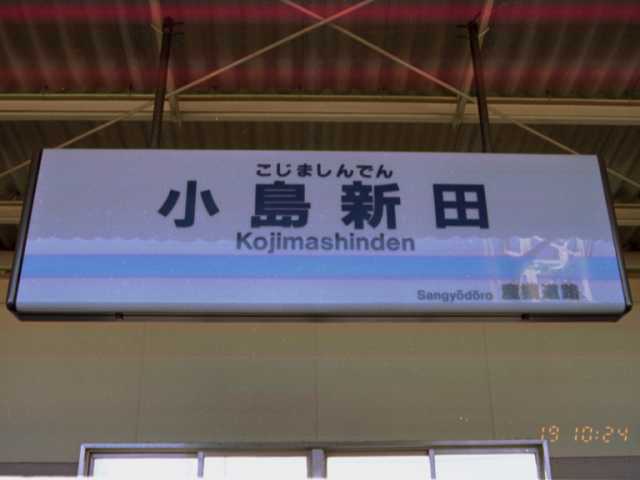 こじましんでん
小島新田
Kojimashinden
Sangyōdōro 産業道路
19 10:24